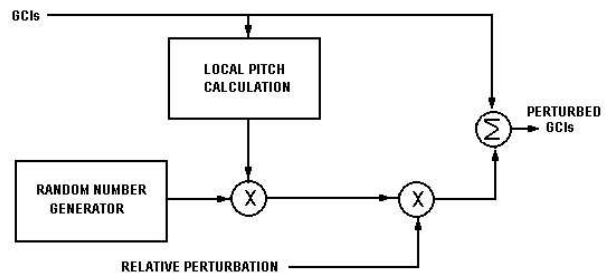 GCIs
LOCAL PITCH
CALCULATION
PERTURBED
GCIs
Σ
RANDOM NUMBER
GENERATOR
X
X
RELATIVE PERTURBATION